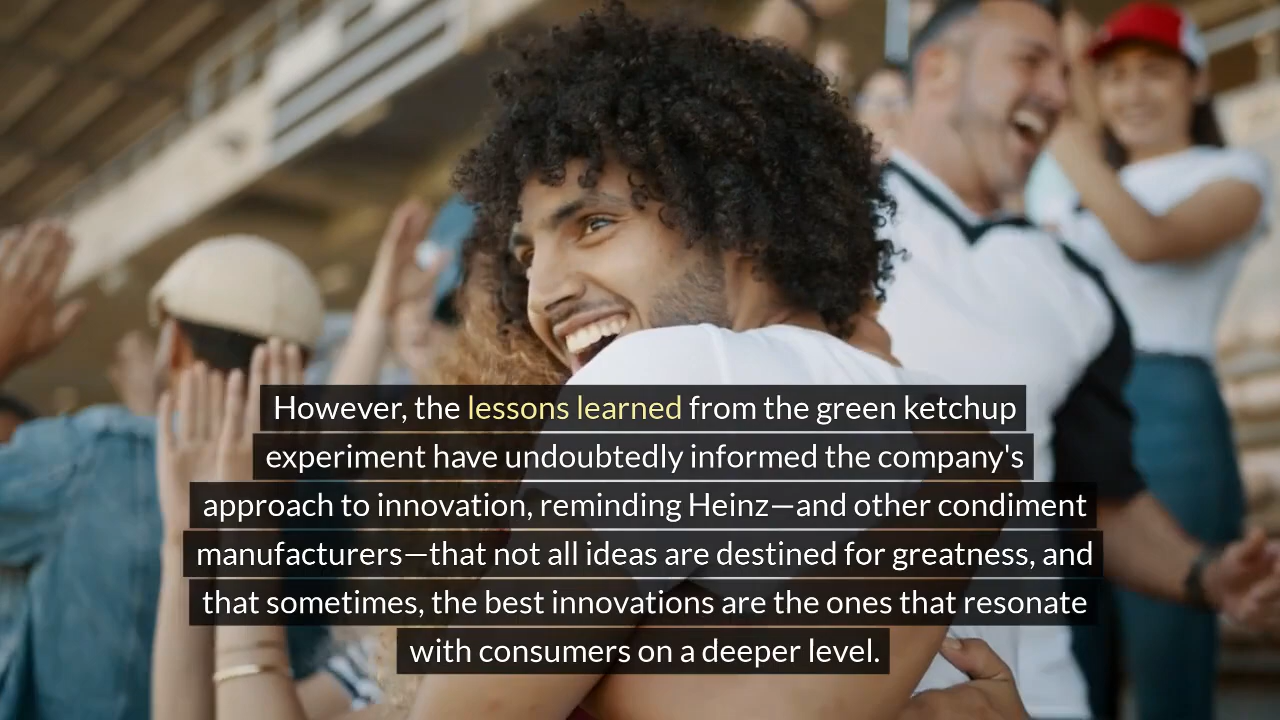 However, the lessons learned from the green ketchup
experiment have undoubtedly informed the company's
approach to innovation, reminding Heinz—and other condiment
manufacturers—that not all ideas are destined for greatness, and
that sometimes, the best innovations are the ones that resonate
with consumers on a deeper level.